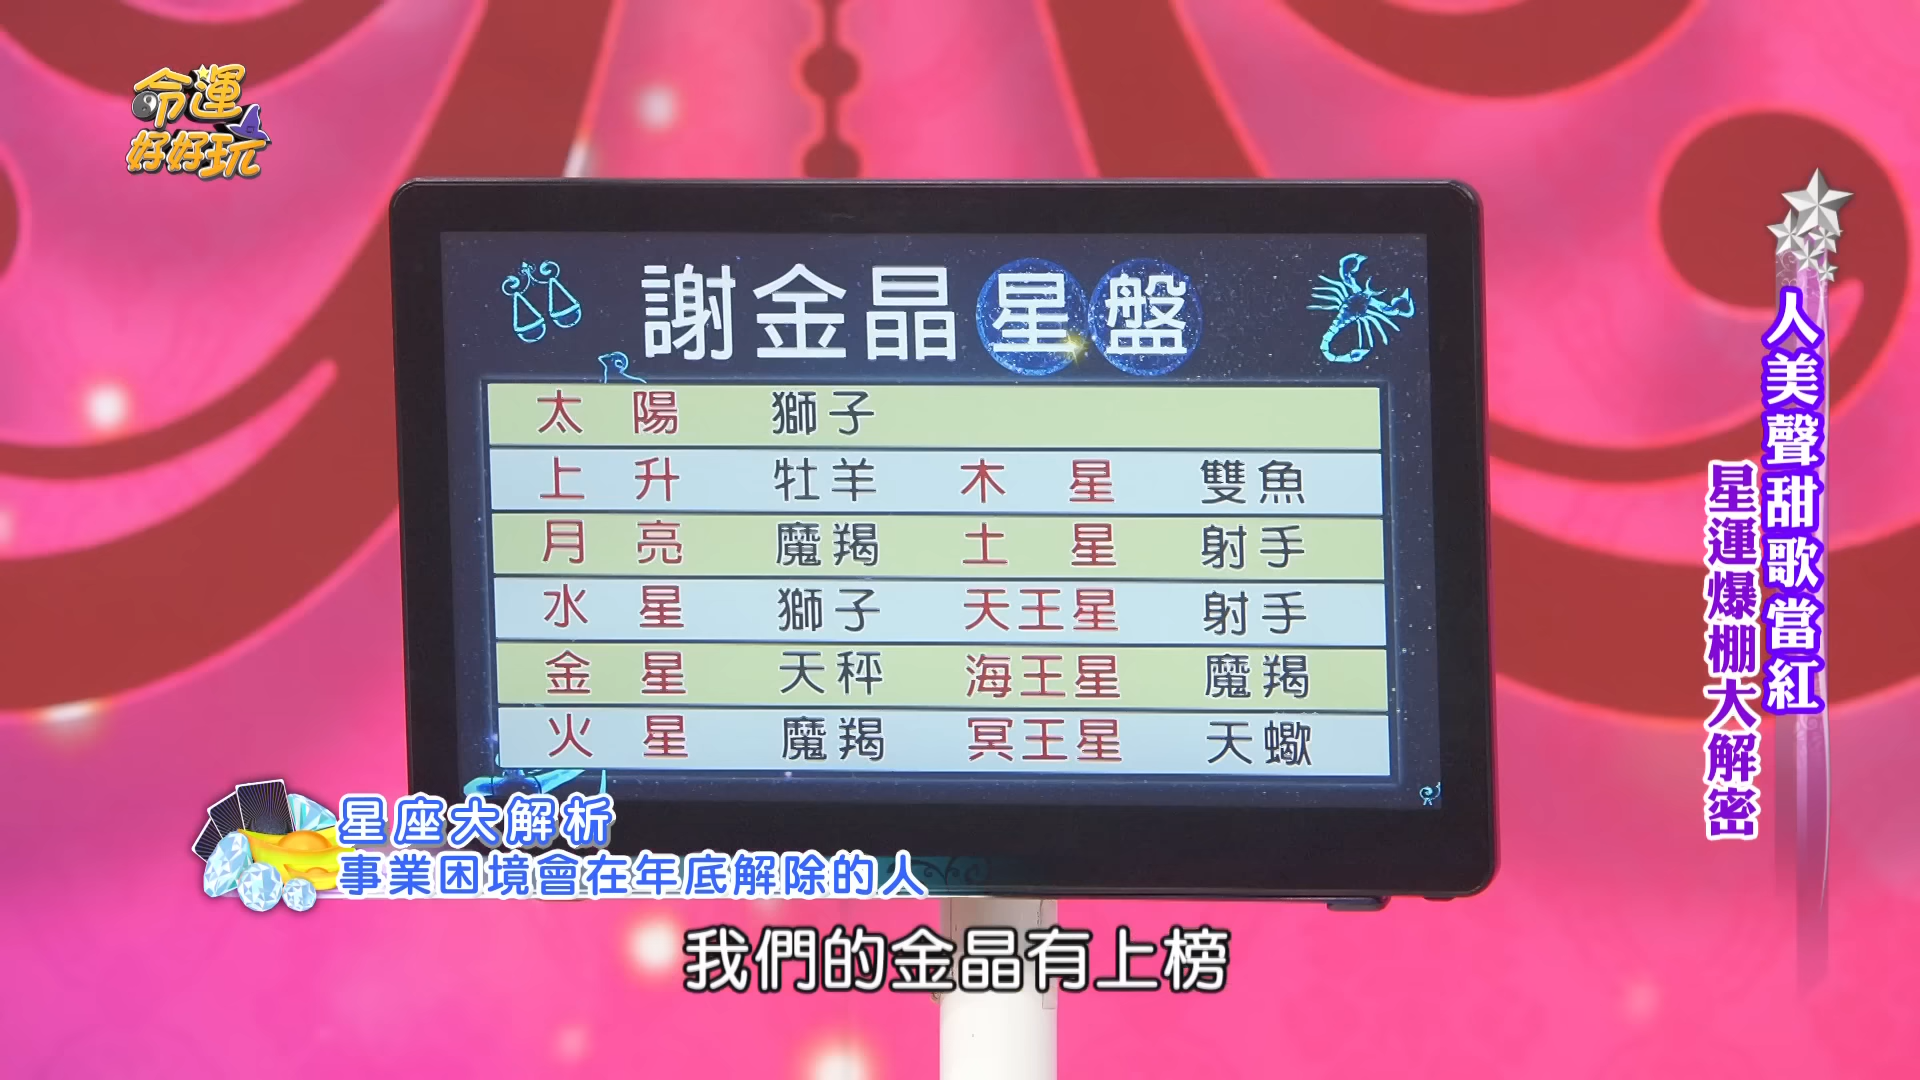 命運
好好玩
謝金晶星盤
太陽 獅子
上升 牡羊 木星 雙魚
月亮 魔羯 土星 射手
水星 獅子 天王星 射手
金星 天秤 海王星 魔羯
火星 魔羯 冥王星 天蠍
人美聲甜歌當紅
星運爆棚大解密
星座大解析
事業困境會在年底解除的人
我們的金晶有上榜